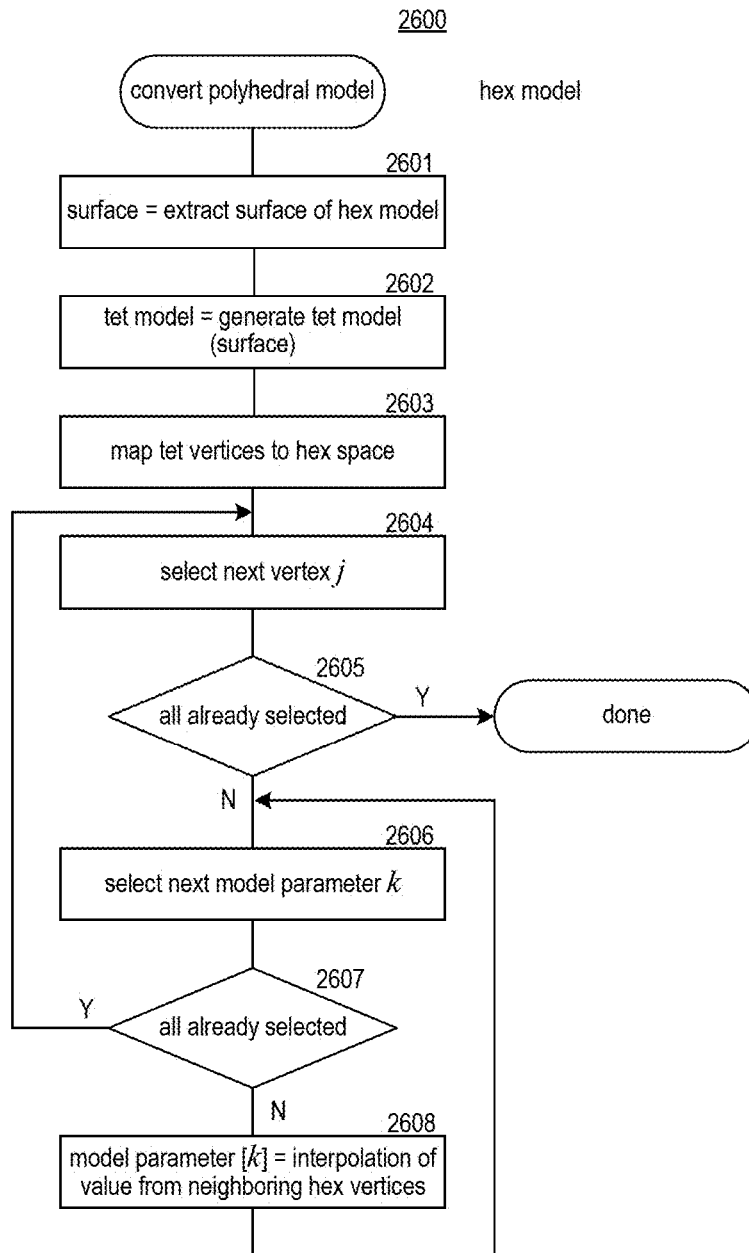 2600
convert polyhedral model
hex model
2601
surface = extract surface of hex model
2602
tet model = generate tet model
(surface)
2603
map tet vertices to hex space
2604
select next vertex j
2605
all already selected
Y
done
N
2606
select next model parameter k
2607
Y
all already selected
N
2608
model parameter [k] = interpolation of
value from neighboring hex vertices